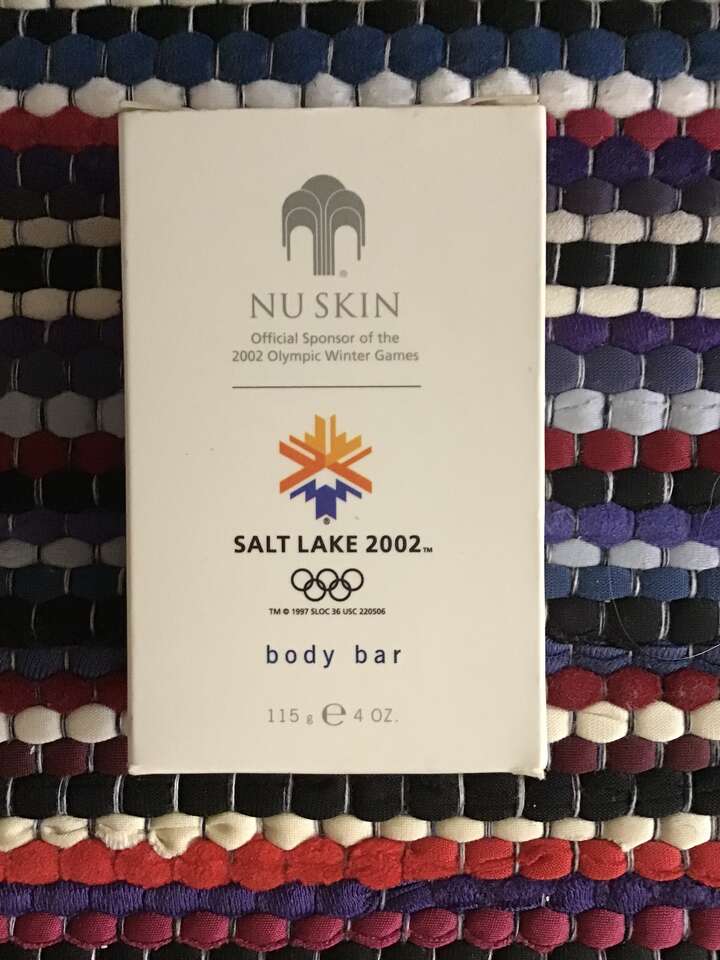 ®
NU SKIN
Official Sponsor of the
2002 Olympic Winter Games
®
SALT LAKE 2002™
TM © 1997 SLOC 36 USC 220506
body bar
115 g ℮ 4 OZ.